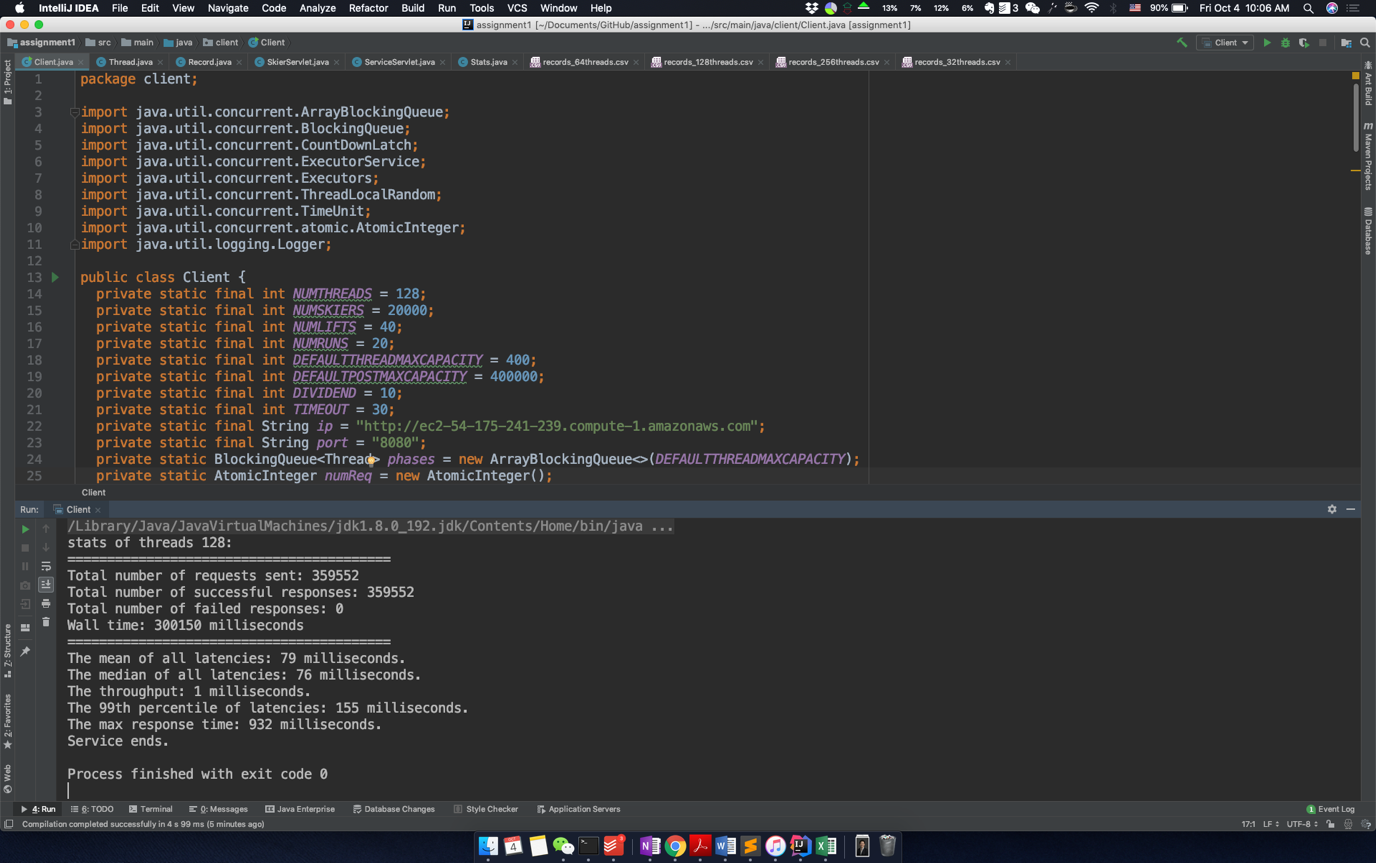 IntelliJ IDEA File Edit View Navigate Code Analyze Refactor Build Run Tools VCS Window Help 3 13% 7% 12% 6% 90% Fri Oct 4 10:06 AM
assignment1 [~/Documents/GitHub/assignment1] - .../src/main/java/client/Client.java [assignment1]
assignment1 src main java client Client Client
Client.java Thread.java Record.java SkierServlet.java ServiceServlet.java Stats.java records_64threads.csv records_128threads.csv records_256threads.csv records_32threads.csv
1 package client;
2
3 import java.util.concurrent.ArrayBlockingQueue;
4 import java.util.concurrent.BlockingQueue;
5 import java.util.concurrent.CountDownLatch;
6 import java.util.concurrent.ExecutorService;
7 import java.util.concurrent.Executors;
8 import java.util.concurrent.ThreadLocalRandom;
9 import java.util.concurrent.TimeUnit;
10 import java.util.concurrent.atomic.AtomicInteger;
11 import java.util.logging.Logger;
12
13 public class Client {
14 private static final int NUMTHREADS = 128;
15 private static final int NUMSKIERS = 20000;
16 private static final int NUMLIFTS = 40;
17 private static final int NUMRUNS = 20;
18 private static final int DEFAULTTHREADMAXCAPACITY = 400;
19 private static final int DEFAULTPOSTMAXCAPACITY = 400000;
20 private static final int DIVIDEND = 10;
21 private static final int TIMEOUT = 30;
22 private static final String ip = "http://ec2-54-175-241-239.compute-1.amazonaws.com";
23 private static final String port = "8080";
24 private static BlockingQueue<Thread> phases = new ArrayBlockingQueue<>(DEFAULTTHREADMAXCAPACITY);
25 private static AtomicInteger numReq = new AtomicInteger();
Client
1: Project
7: Structure
2: Favorites
Web
Ant Build
Maven Projects
Database
Run: Client
/Library/Java/JavaVirtualMachines/jdk1.8.0_192.jdk/Contents/Home/bin/java ...
stats of threads 128:
=========================================
Total number of requests sent: 359552
Total number of successful responses: 359552
Total number of failed responses: 0
Wall time: 300150 milliseconds
=========================================
The mean of all latencies: 79 milliseconds.
The median of all latencies: 76 milliseconds.
The throughput: 1 milliseconds.
The 99th percentile of latencies: 155 milliseconds.
The max response time: 932 milliseconds.
Service ends.
Process finished with exit code 0
4: Run 6: TODO Terminal 0: Messages Java Enterprise Database Changes Style Checker Application Servers 1 Event Log
Compilation completed successfully in 4 s 99 ms (5 minutes ago) 17:1 LF UTF-8